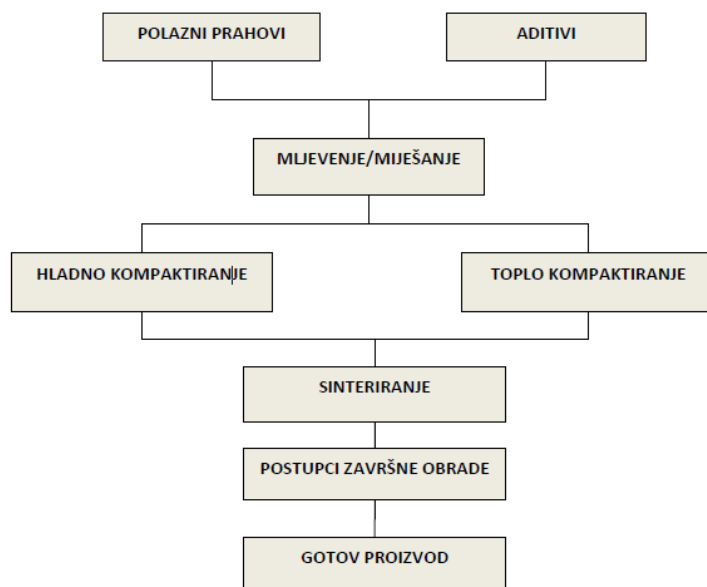 POLAZNI PRAHOVI
ADITIVI
MLJEVENJE/MIJEŠANJE
HLADNO KOMPAKTIRANJE
TOPLO KOMPAKTIRANJE
SINTERIRANJE
POSTUPCI ZAVRŠNE OBRADE
GOTOV PROIZVOD